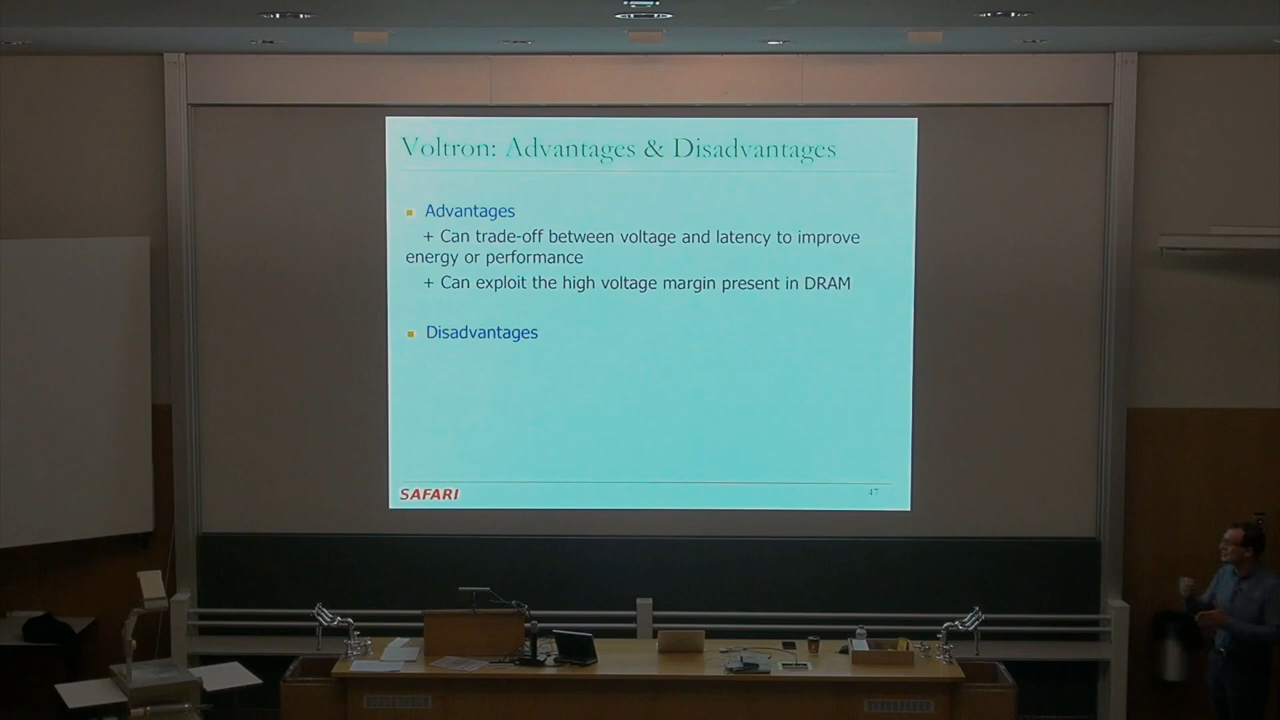 Voltron: Advantages & Disadvantages
Advantages
+ Can trade-off between voltage and latency to improve
energy or performance
+ Can exploit the high voltage margin present in DRAM
Disadvantages
SAFARI
47